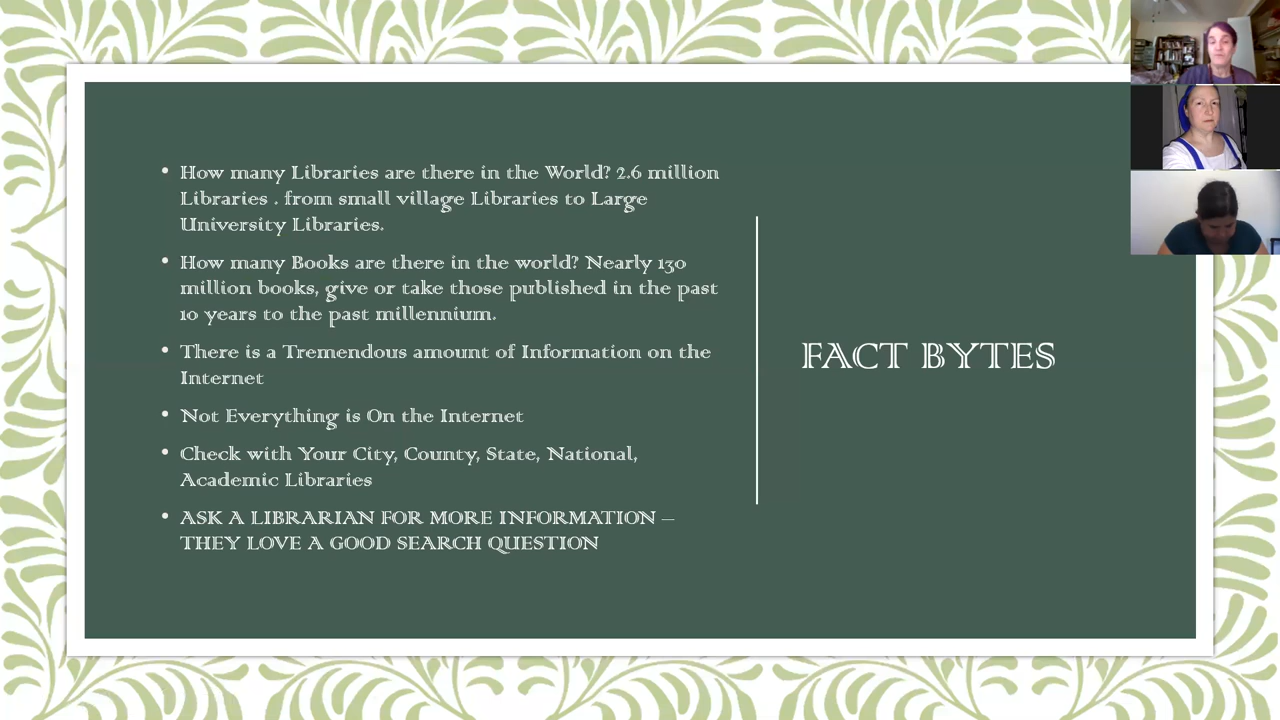 How many Libraries are there in the World? 2.6 million
Libraries . from small village Libraries to Large
University Libraries.
How many Books are there in the world? Nearly 130
million books, give or take those published in the past
10 years to the past millennium.
There is a Tremendous amount of Information on the
Internet
Not Everything is On the Internet
Check with Your City, County, State, National,
Academic Libraries
ASK A LIBRARIAN FOR MORE INFORMATION –
THEY LOVE A GOOD SEARCH QUESTION
FACT BYTES